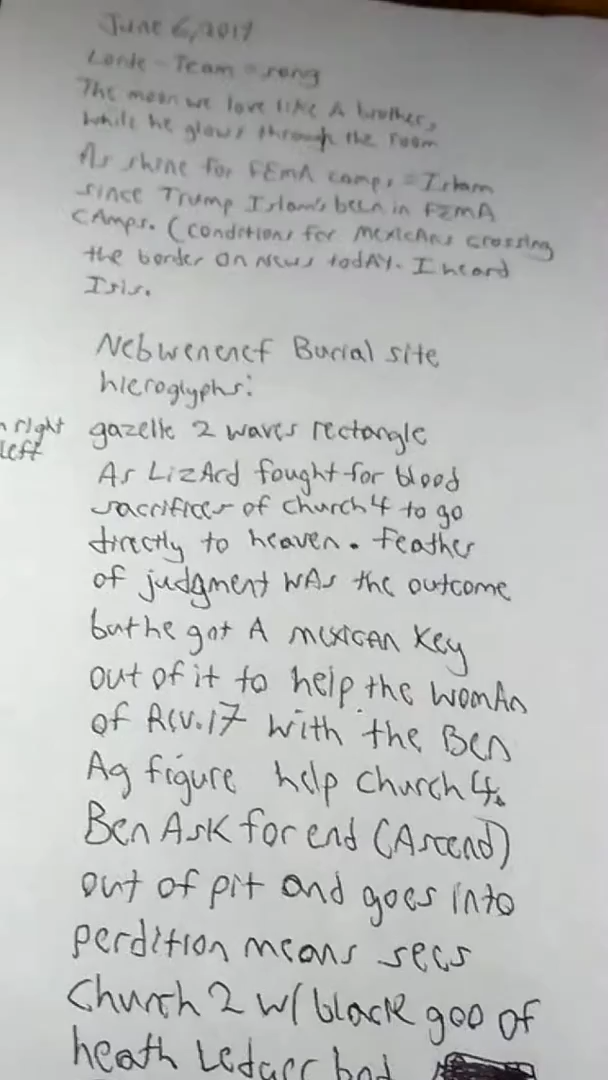 June 6, 2019
Lorde - Team = song
The moon we love like A brother,
while he glows through the room
As shine for FEMA camps = Islam
since Trump Islam's been in FEMA
CAmps. (conditions for MexicAns crossing
the border on News todAY. I heard
Isis.
Nebwenenef Burial site
hieroglyphs:
right gazelle 2 waves rectangle
left
As LizArd fought for blood
sacrifices of church 4 to go
directly to heaven. Feather
of judgment WAs the outcome
but he got A mexicAn Key
out of it to help the womAn
of Rev. 17 with the Ben
Ag figure help church 4.
Ben Ask for end (Ascend)
out of pit and goes into
perdition means sees
Church 2 w/ black goo of
heath Ledger bad